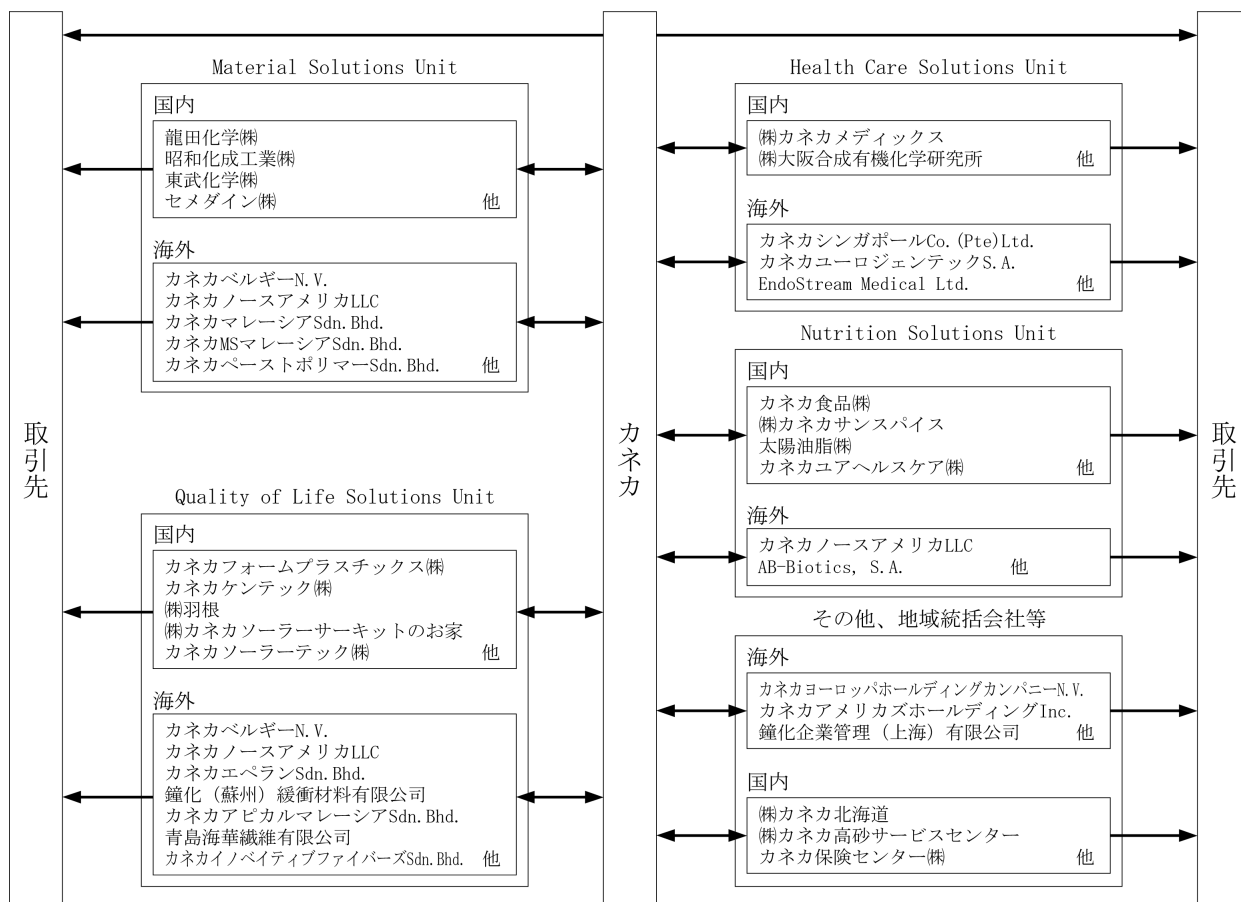 取引先
Material Solutions Unit
国内
龍田化学㈱
昭和化成工業㈱
東武化学㈱
セメダイン㈱ 他
海外
カネカベルギーN.V.
カネカノースアメリカLLC
カネカマレーシアSdn.Bhd.
カネカMSマレーシアSdn.Bhd.
カネカペーストポリマーSdn.Bhd. 他
Quality of Life Solutions Unit
国内
カネカフォームプラスチックス㈱
カネカケンテック㈱
㈱羽根
㈱カネカソーラーサーキットのお家
カネカソーラーテック㈱ 他
海外
カネカベルギーN.V.
カネカノースアメリカLLC
カネカエペランSdn.Bhd.
鐘化（蘇州）緩衝材料有限公司
カネカアピカルマレーシアSdn.Bhd.
青島海華繊維有限公司
カネカイノベイティブファイバーズSdn.Bhd. 他
カネカ
Health Care Solutions Unit
国内
㈱カネカメディックス
㈱大阪合成有機化学研究所 他
海外
カネカシンガポールCo.(Pte)Ltd.
カネカユーロジェンテックS.A.
EndoStream Medical Ltd. 他
Nutrition Solutions Unit
国内
カネカ食品㈱
㈱カネカサンスパイス
太陽油脂㈱
カネカユアヘルスケア㈱ 他
海外
カネカノースアメリカLLC
AB-Biotics, S.A. 他
その他、地域統括会社等
海外
カネカヨーロッパホールディングカンパニーN.V.
カネカアメリカズホールディングInc.
鐘化企業管理（上海）有限公司 他
国内
㈱カネカ北海道
㈱カネカ高砂サービスセンター
カネカ保険センター㈱ 他
取引先